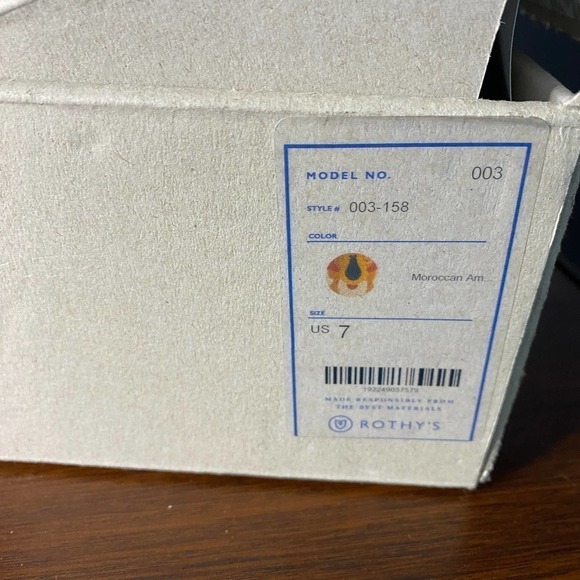 MODEL NO. 003
STYLE# 003-158
COLOR
Moroccan Am...
SIZE
US 7
192249057579
MADE RESPONSIBLY FROM
THE BEST MATERIALS
ROTHY'S